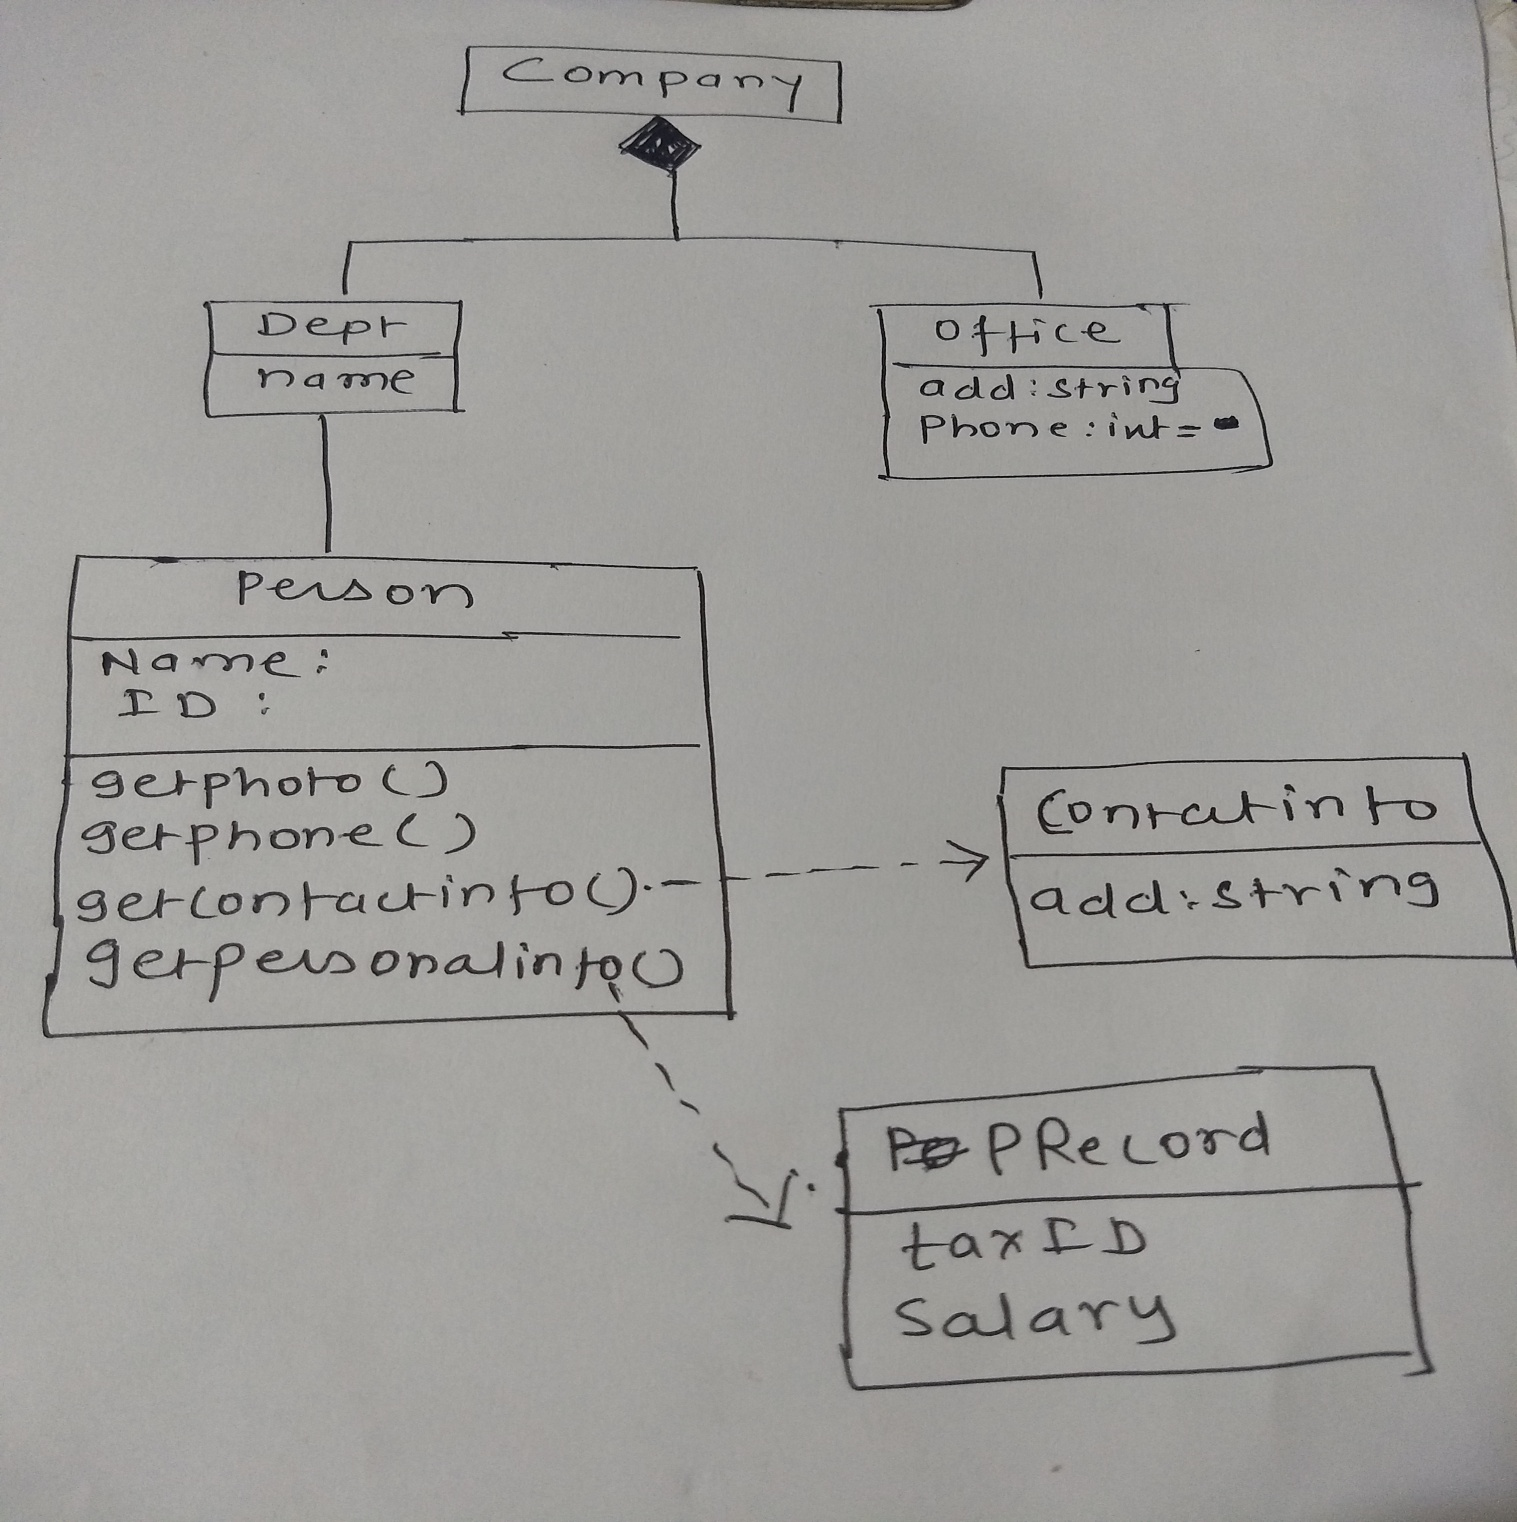 Company
Dept
name
office
add:string
Phone:int=
Person
Name:
ID:
getphoto()
getphone()
getcontactinfo()
getpersonalinfo()
Contatinfo
add:string
PRecord
taxID
Salary